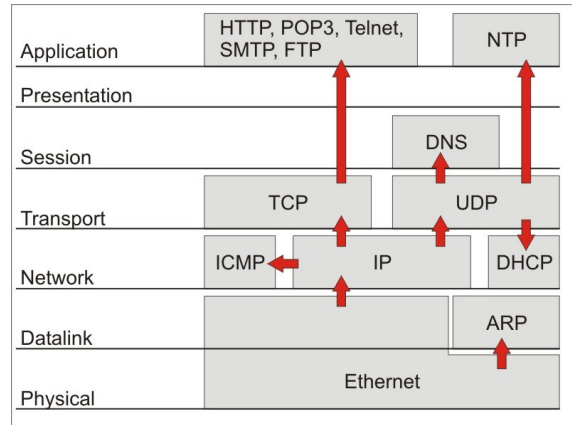 HTTP, POP3, Telnet,
SMTP, FTP
NTP
Application
Presentation
DNS
Session
TCP
UDP
Transport
ICMP
IP
DHCP
Network
ARP
Datalink
Ethernet
Physical